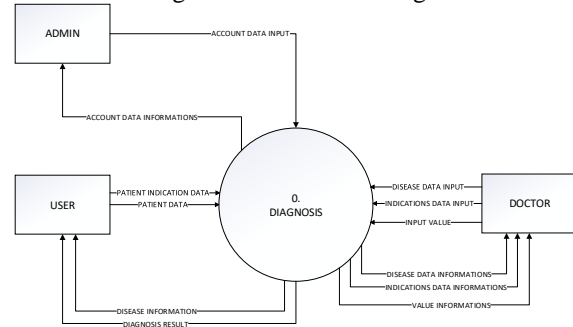 ADMIN
ACCOUNT DATA INPUT
ACCOUNT DATA INFORMATIONS
USER
PATIENT INDICATION DATA
PATIENT DATA
0.
DIAGNOSIS
DISEASE DATA INPUT
INDICATIONS DATA INPUT
INPUT VALUE
DOCTOR
DISEASE DATA INFORMATIONS
INDICATIONS DATA INFORMATIONS
VALUE INFORMATIONS
DISEASE INFORMATION
DIAGNOSIS RESULT